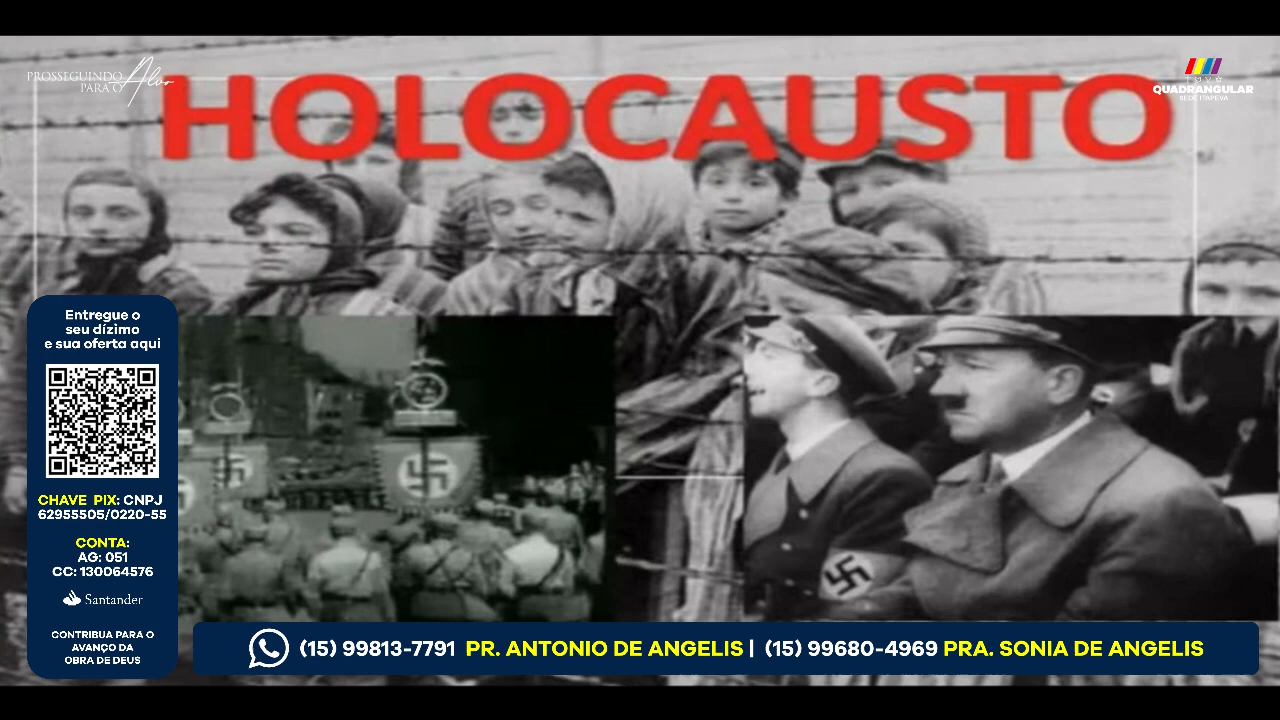 PROSSEGUINDO
PARA O Alvo
HOLOCAUSTO
QUADRANGULAR
SEDE ITAPEVA
Entregue o
seu dízimo
e sua oferta aqui
CHAVE PIX: CNPJ
62955505/0220-55
CONTA:
AG: 051
CC: 130064576
Santander
CONTRIBUA PARA O
AVANÇO DA
OBRA DE DEUS
(15) 99813-7791 PR. ANTONIO DE ANGELIS | (15) 99680-4969 PRA. SONIA DE ANGELIS